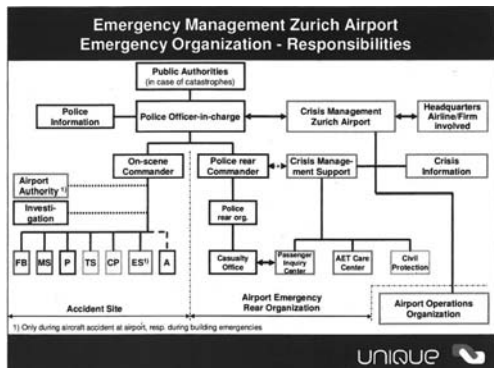 Emergency Management Zurich Airport
Emergency Organization - Responsibilities
Public Authorities
(in case of catastrophes)
Police
Information
Police Officer-in-charge
Crisis Management
Zurich Airport
Headquarters
Airline/Firm
involved
On-scene
Commander
Police rear
Commander
Crisis Manage-
ment Support
Crisis
Information
Airport
Authority 1)
Investi-
gation
Police
rear org.
FB
MS
P
TS
CP
ES1)
A
Casualty
Office
Passenger
Inquiry
Center
AET Care
Center
Civil
Protection
Accident Site
Airport Emergency
Rear Organization
Airport Operations
Organization
1) Only during aircraft accident at airport, resp. during building emergencies
unique